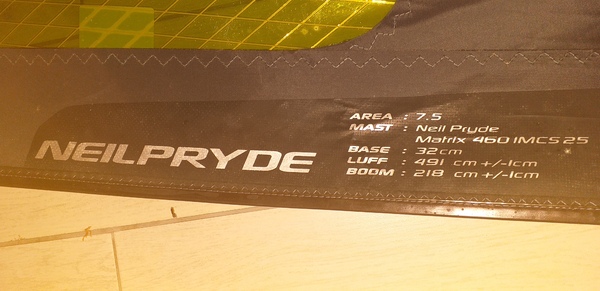 NEILPRYDE
AREA : 7.5
MAST : Neil Pryde
Matrix 460 IMCS 25
BASE : 32cm
LUFF : 491 cm +/-1cm
BOOM : 218 cm +/-1cm